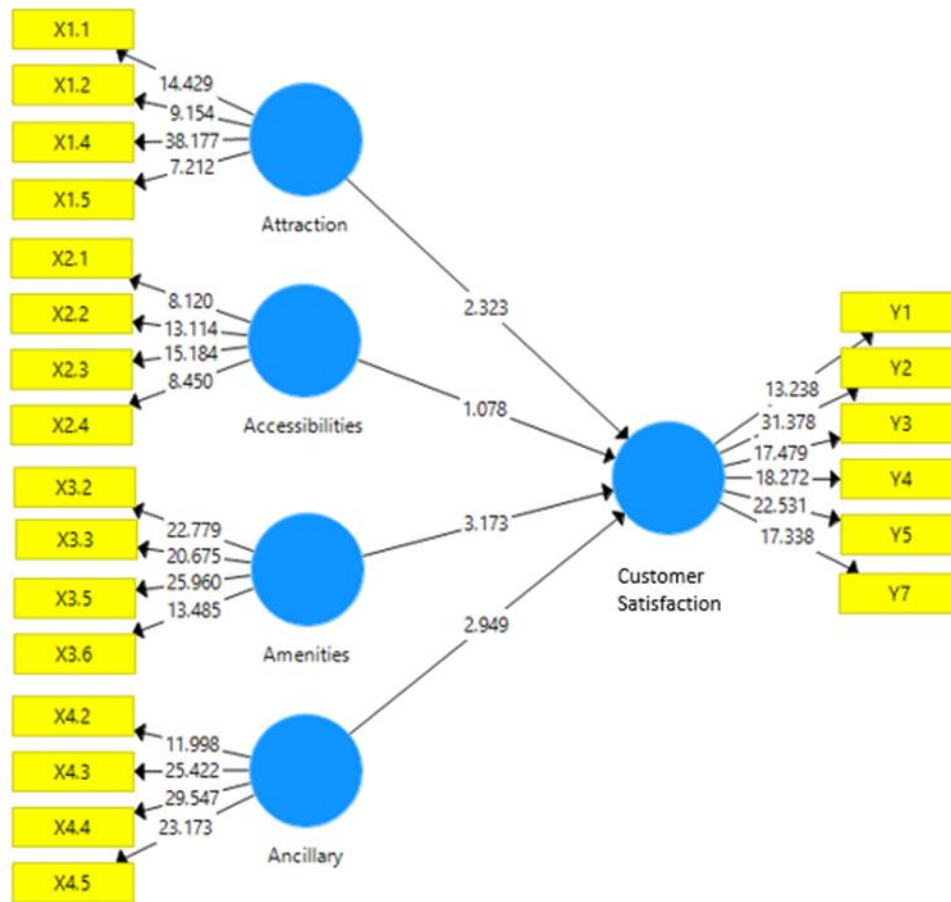 X1.1
X1.2
X1.4
X1.5
14.429
9.154
38.177
7.212
Attraction
X2.1
X2.2
X2.3
X2.4
8.120
13.114
15.184
8.450
Accessibilities
X3.2
X3.3
X3.5
X3.6
22.779
20.675
25.960
13.485
Amenities
X4.2
X4.3
X4.4
X4.5
11.998
25.422
29.547
23.173
Ancillary
2.323
1.078
3.173
2.949
Customer
Satisfaction
13.238
31.378
17.479
18.272
22.531
17.338
Y1
Y2
Y3
Y4
Y5
Y7